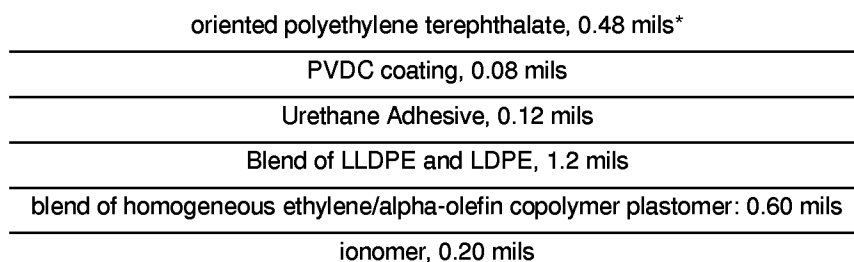 oriented polyethylene terephthalate, 0.48 mils*
PVDC coating, 0.08 mils
Urethane Adhesive, 0.12 mils
Blend of LLDPE and LDPE, 1.2 mils
blend of homogeneous ethylene/alpha-olefin copolymer plastomer: 0.60 mils
ionomer, 0.20 mils